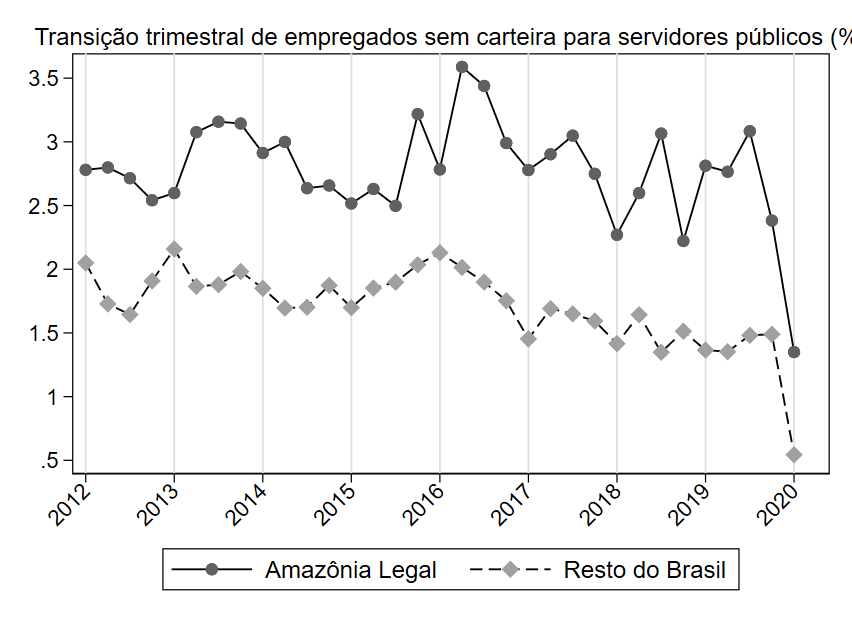 Transição trimestral de empregados sem carteira para servidores públicos (%
3.5
3
2.5
2
1.5
1
.5
2012 2013 2014 2015 2016 2017 2018 2019 2020
Amazônia Legal Resto do Brasil